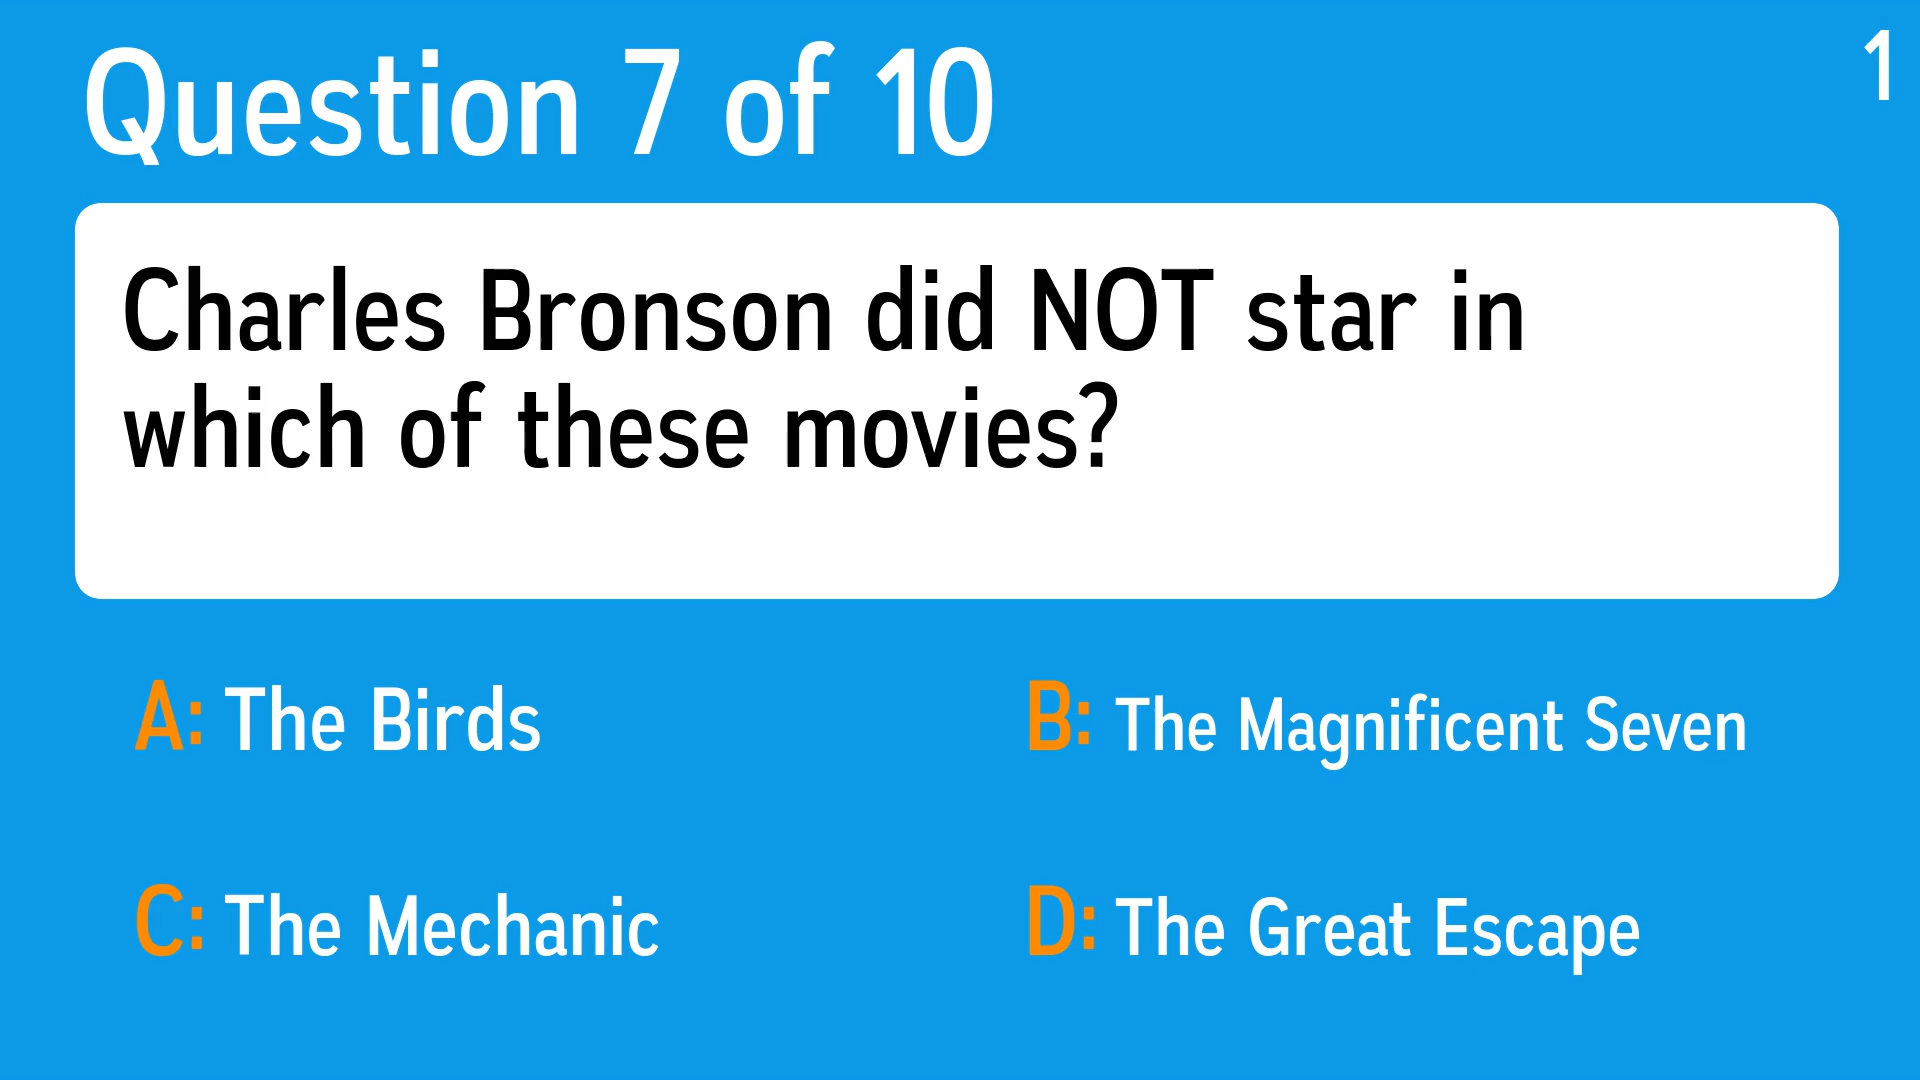 Question 7 of 10
1
Charles Bronson did NOT star in
which of these movies?
A: The Birds
B: The Magnificent Seven
C: The Mechanic
D: The Great Escape